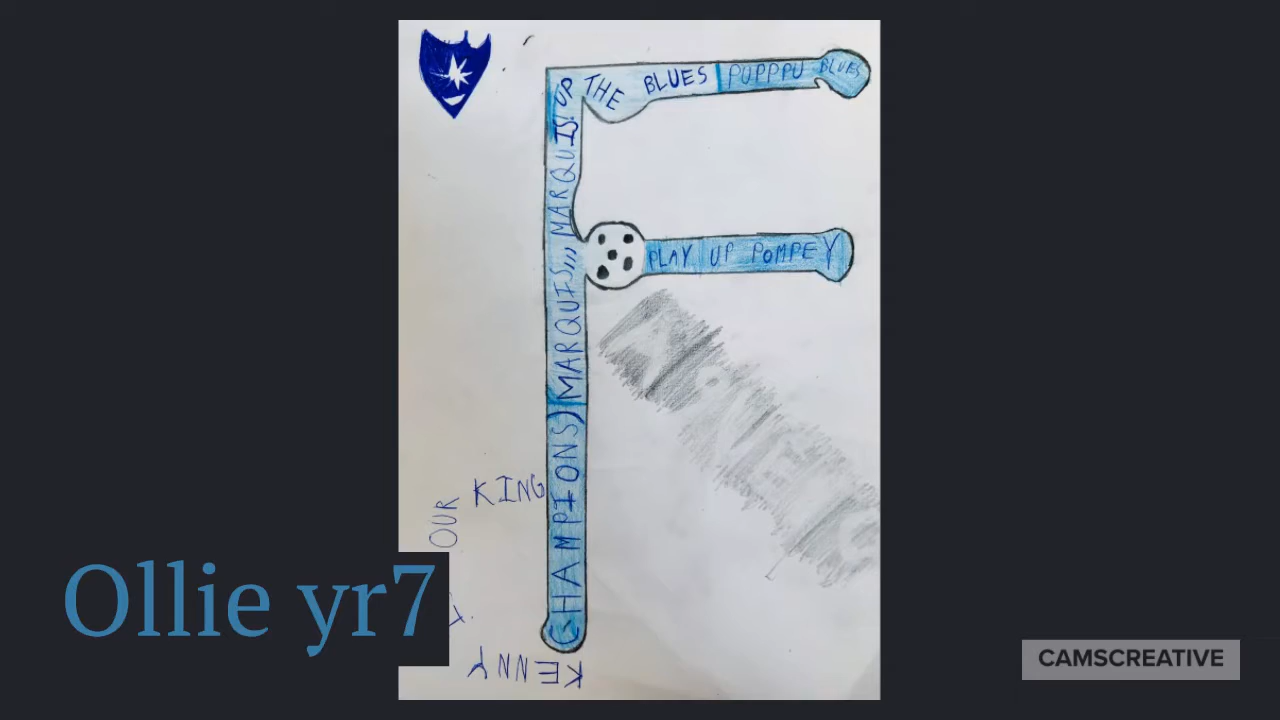 UP THE BLUES PUPPPU BLUES
PLAY UP POMPEY
CHAMPIONS) MARQUIS,,, MARQUIS!
KING
OUR
KENNY
Ollie yr7
CAMSCREATIVE